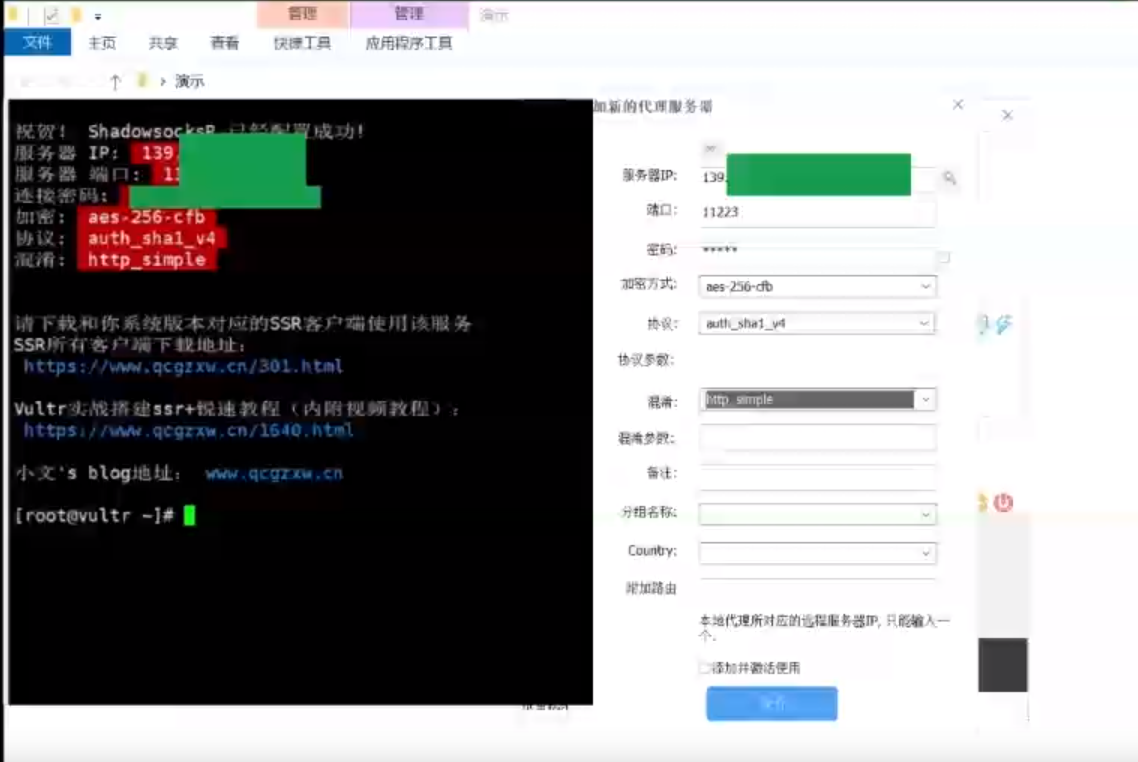 管理
管理
演示
文件
主页
共享
查看
快捷工具
应用程序工具
演示
祝贺! ShadowsocksR 已经配置成功!
服务器 IP: 139.
服务器 端口: 11
连接密码:
加密: aes-256-cfb
协议: auth_sha1_v4
混淆: http_simple
请下载和你系统版本对应的SSR客户端使用该服务
SSR所有客户端下载地址:
https://www.qcgzxw.cn/301.html
Vultr实战搭建ssr+锐速教程(内附视频教程):
https://www.qcgzxw.cn/1640.html
小文's blog地址: www.qcgzxw.cn
[root@vultr ~]#
加新的代理服务器
服务器IP: 139.
端口: 11223
密码: *****
加密方式: aes-256-cfb
协议: auth_sha1_v4
协议参数:
混淆: http_simple
混淆参数:
备注:
分组名称:
Country:
附加路由
本地代理所对应的远程服务器IP, 只能输入一
个.
添加并激活使用